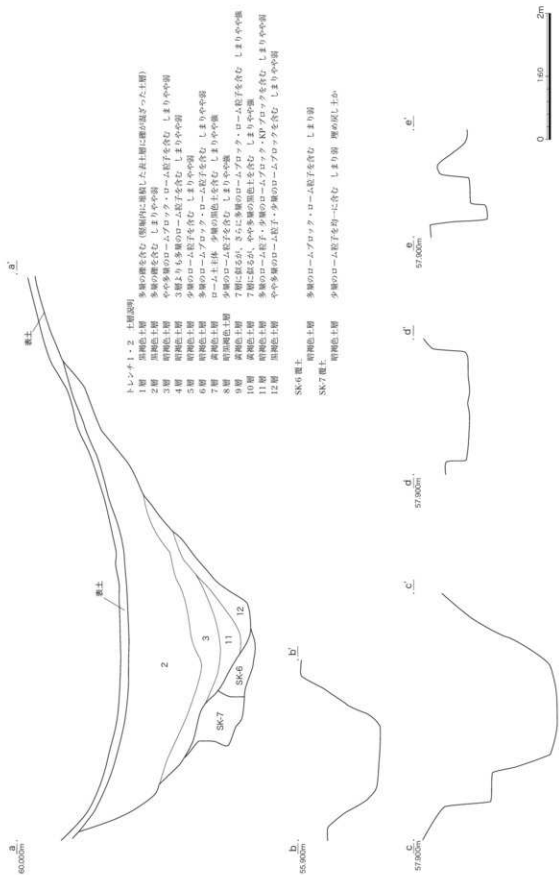 a
60.000m
a'
表土
表土
2
3
11
12
SK-6
SK-7
トレンチ1・2　土層説明
1層　黒褐色土層　多量の礫を含む（竪堀内に堆積した表土層に礫が混ざった土層）
2層　黒褐色土層　多量の礫を含む　しまりやや弱
3層　暗褐色土層　やや多量のロームブロック・ローム粒子を含む　しまりやや弱
4層　暗褐色土層　3層よりも多量のローム粒子を含む　しまりやや弱
5層　暗褐色土層　少量のローム粒子を含む　しまりやや弱
6層　暗褐色土層　多量のロームブロック・ローム粒子を含む　しまりやや弱
7層　黄褐色土層　ローム土主体　少量の黒色土を含む　しまりやや強
8層　暗黒褐色土層　少量のローム粒子を含む　しまりやや強
9層　黄褐色土層　7層に似るが、さらに多量のロームブロック・ローム粒子を含む　しまりやや強
10層　黄褐色土層　7層に似るが、やや多量の黒色土を含む　しまりやや強
11層　暗褐色土層　多量のローム粒子・少量のロームブロック・KPブロックを含む　しまりやや弱
12層　黒褐色土層　やや多量のローム粒子・少量のロームブロックを含む　しまりやや弱
SK-6 覆土
暗褐色土層　多量のロームブロック・ローム粒子を含む　しまり弱
SK-7 覆土
暗褐色土層　少量のローム粒子を均一に含む　しまり弱　埋め戻し土か
b
55.900m
b'
c
57.900m
c'
d
57.900m
d'
e
57.900m
e'
0
1:60
2m